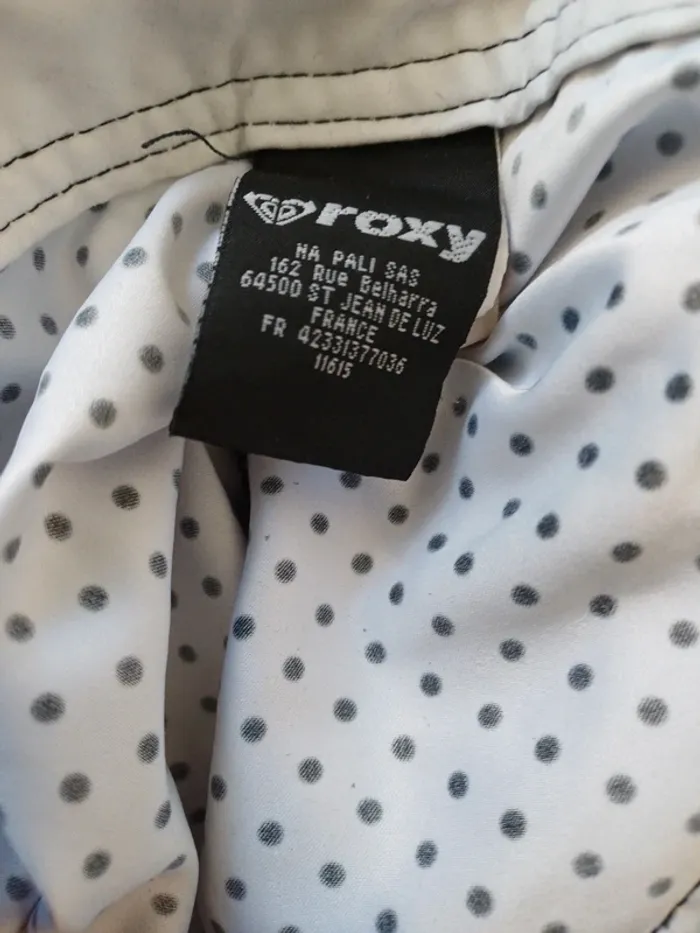 roxy
NA PALI SAS
162 Rue Belharra
64500 ST JEAN DE LUZ
FRANCE
FR 42331377036
11615